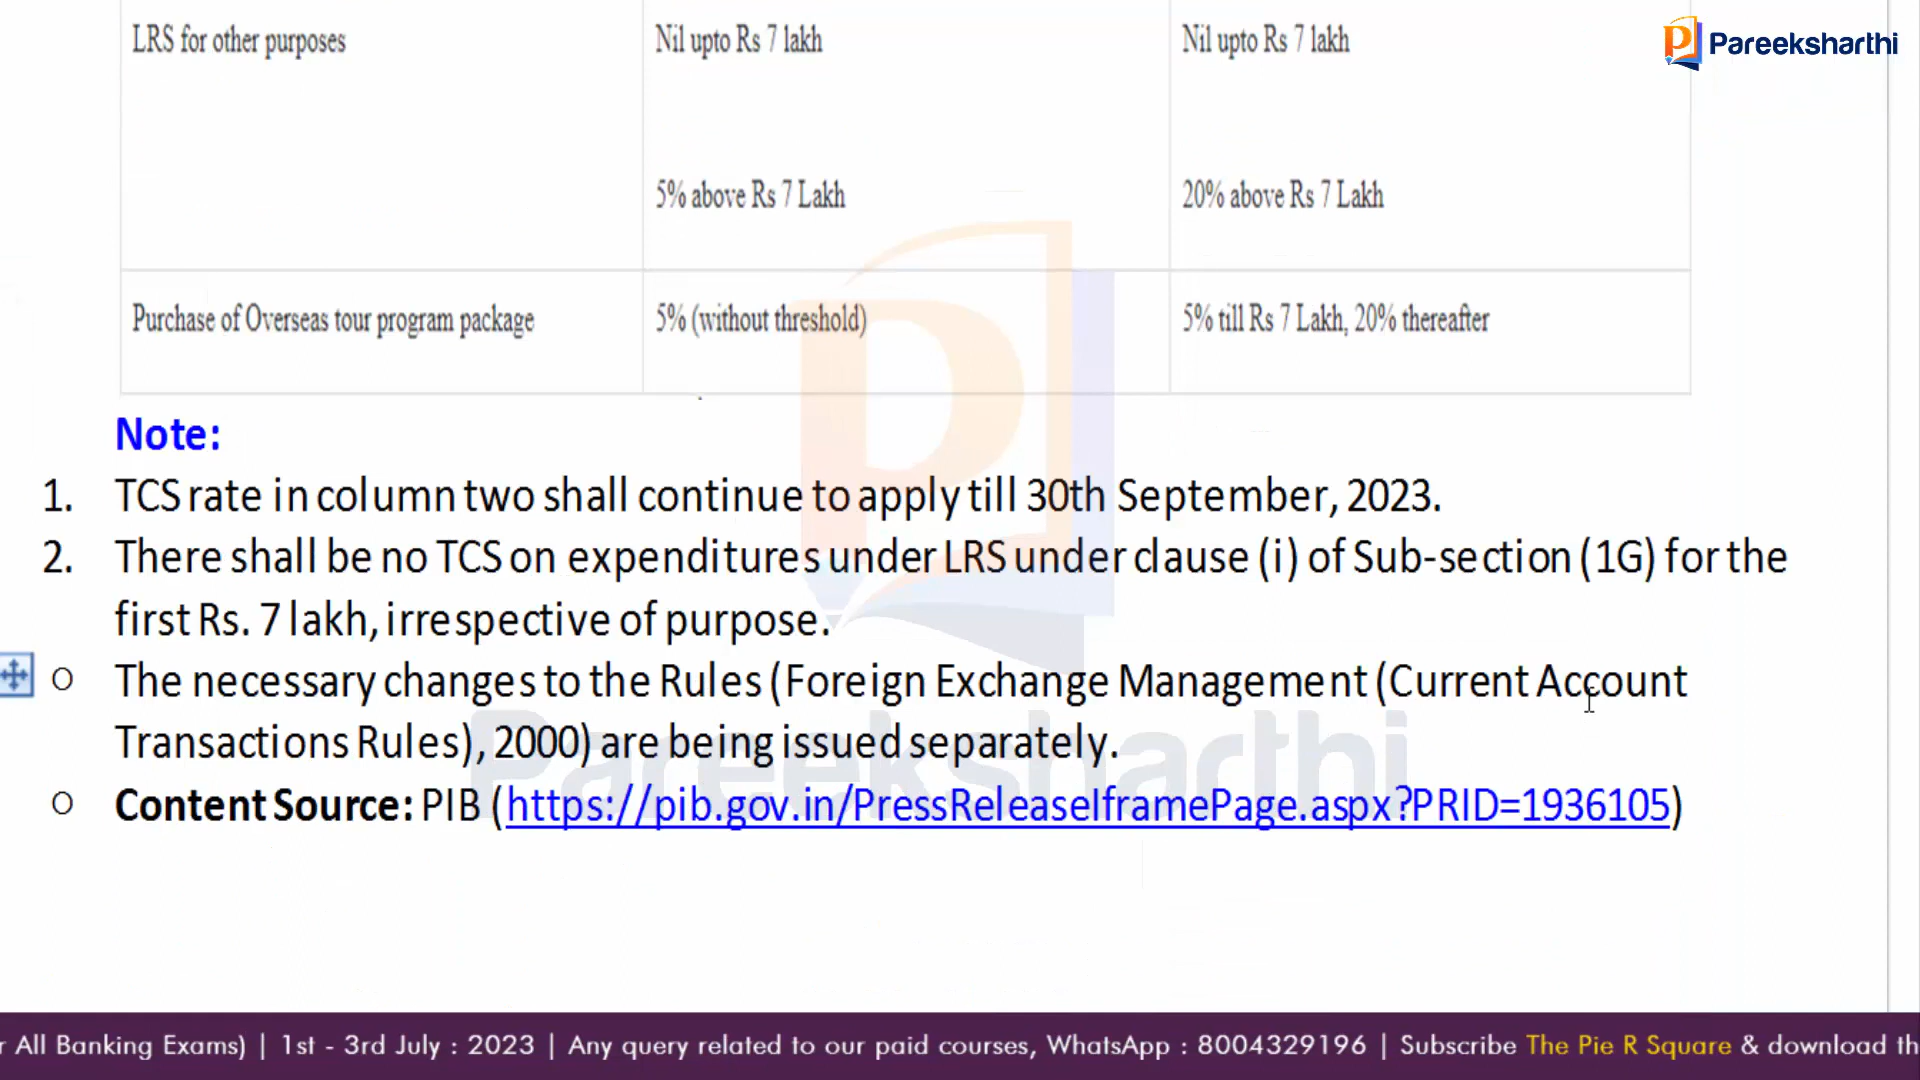 Pareeksharthi
LRS for other purposes
Nil upto Rs 7 lakh
Nil upto Rs 7 lakh
5% above Rs 7 Lakh
20% above Rs 7 Lakh
Purchase of Overseas tour program package
5% (without threshold)
5% till Rs 7 Lakh, 20% thereafter
Note:
1. TCS rate in column two shall continue to apply till 30th September, 2023.
2. There shall be no TCS on expenditures under LRS under clause (i) of Sub-section (1G) for the
first Rs. 7 lakh, irrespective of purpose.
o The necessary changes to the Rules (Foreign Exchange Management (Current Account
Transactions Rules), 2000) are being issued separately.
o Content Source: PIB (https://pib.gov.in/PressReleaseIframePage.aspx?PRID=1936105)
Pareeksharthi
r All Banking Exams) | 1st - 3rd July : 2023 | Any query related to our paid courses, WhatsApp : 8004329196 | Subscribe The Pie R Square & download th